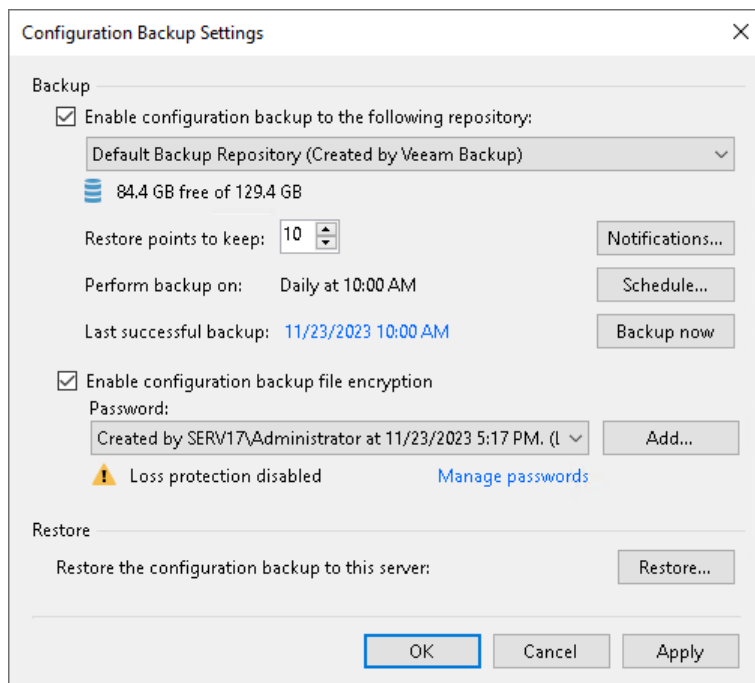 Configuration Backup Settings
Backup
Enable configuration backup to the following repository:
Default Backup Repository (Created by Veeam Backup)
84.4 GB free of 129.4 GB
Restore points to keep: 10 Notifications...
Perform backup on: Daily at 10:00 AM Schedule...
Last successful backup: 11/23/2023 10:00 AM Backup now
Enable configuration backup file encryption
Password:
Created by SERV17\Administrator at 11/23/2023 5:17 PM. (L Add...
Loss protection disabled Manage passwords
Restore
Restore the configuration backup to this server: Restore...
OK Cancel Apply